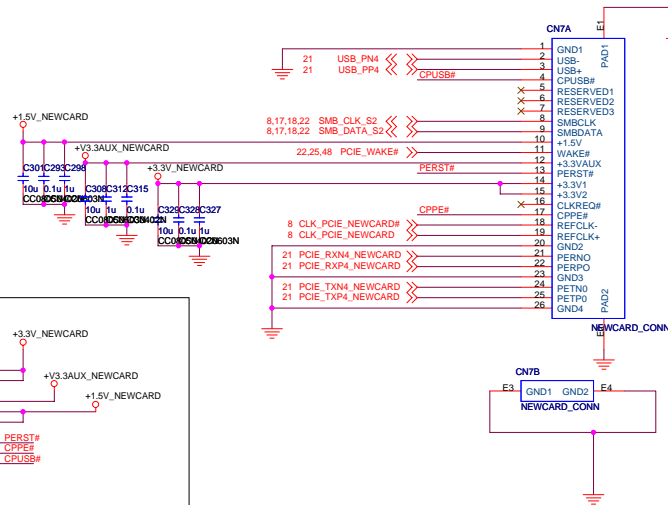 CN7A
E1
PAD1
1 GND1
21 USB_PN4 2 USB-
21 USB_PP4 3 USB+
CPUSB# 4 CPUSB#
5 RESERVED1
6 RESERVED2
7 RESERVED3
8,17,18,22 SMB_CLK_S2 8 SMBCLK
8,17,18,22 SMB_DATA_S2 9 SMBDATA
+1.5V_NEWCARD 10 +1.5V
22,25,48 PCIE_WAKE# 11 WAKE#
+V3.3AUX_NEWCARD 12 +3.3VAUX
PERST# 13 PERST#
+3.3V_NEWCARD 14 +3.3V1
15 +3.3V2
16 CLKREQ#
CPPE# 17 CPPE#
8 CLK_PCIE_NEWCARD# 18 REFCLK-
8 CLK_PCIE_NEWCARD 19 REFCLK+
20 GND2
21 PCIE_RXN4_NEWCARD 21 PERNO
21 PCIE_RXP4_NEWCARD 22 PERPO
23 GND3
21 PCIE_TXN4_NEWCARD 24 PETN0
21 PCIE_TXP4_NEWCARD 25 PETP0
26 GND4
PAD2
NEWCARD_CONN
C301 C293 C298
10u 0.1u 1u
C308 C312 C315
10u 1u 0.1u
C329 C328 C327
10u 0.1u 1u
+3.3V_NEWCARD
+V3.3AUX_NEWCARD
+1.5V_NEWCARD
PERST#
CPPE#
CPUSB#
CN7B
E3 GND1 GND2 E4
NEWCARD_CONN